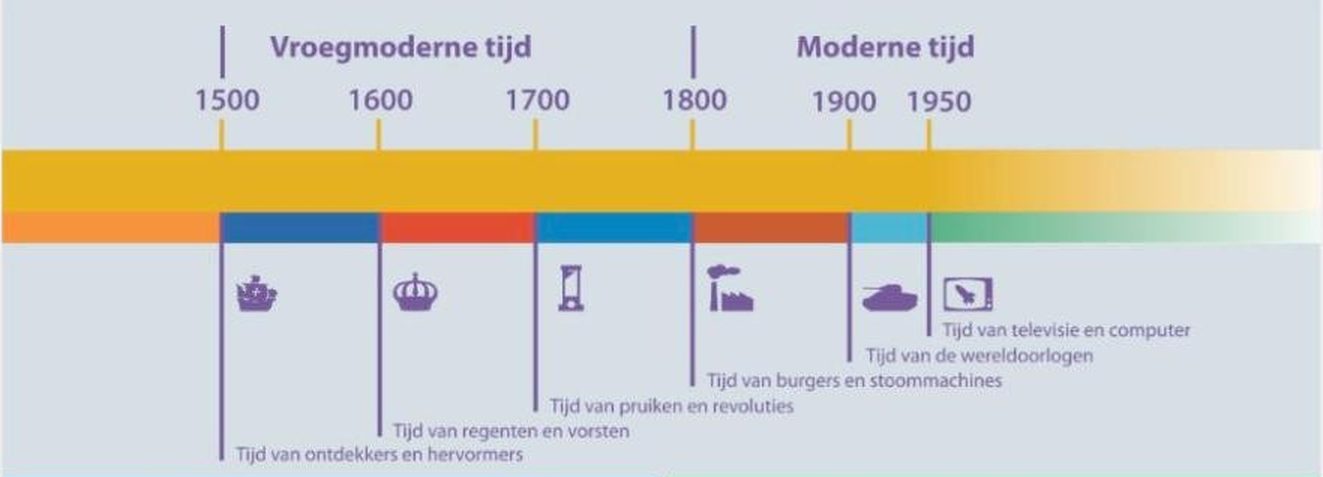 Vroegmoderne tijd
Moderne tijd
1500
1600
1700
1800
1900
1950
Tijd van televisie en computer
Tijd van de wereldoorlogen
Tijd van burgers en stoommachines
Tijd van pruiken en revoluties
Tijd van regenten en vorsten
Tijd van ontdekkers en hervormers